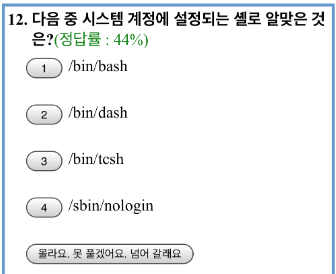 12. 다음 중 시스템 계정에 설정되는 셸로 알맞은 것
은?(정답률 : 44%)
1 /bin/bash
2 /bin/dash
3 /bin/tcsh
4 /sbin/nologin
몰라요. 못 풀겠어요. 넘어 갈래요